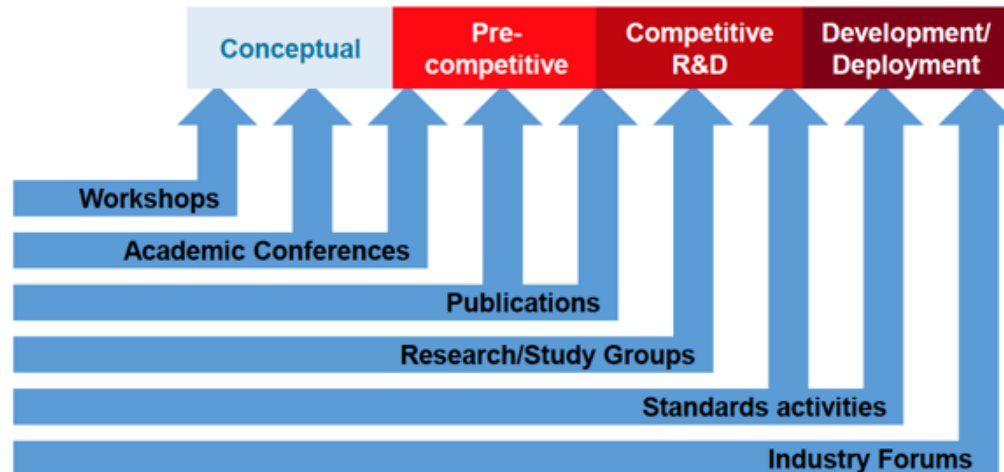 Conceptual
Pre-
competitive
Competitive
R&D
Development/
Deployment
Workshops
Academic Conferences
Publications
Research/Study Groups
Standards activities
Industry Forums